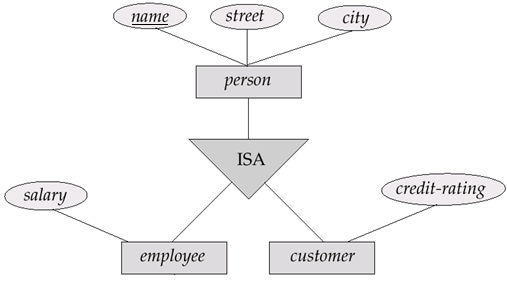 name
street
city
person
ISA
salary
credit-rating
employee
customer